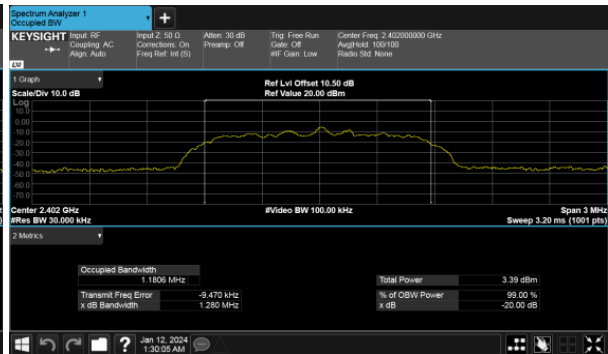 Spectrum Analyzer 1
Occupied BW
+
KEYSIGHT Input: RF Input Z: 50 Ω Atten: 30 dB Trig: Free Run Center Freq: 2.402000000 GHz
Coupling: AC Corrections: On Preamp: Off Gate: Off Avg|Hold: 100/100
Align: Auto Freq Ref: Int (S) #IF Gain: Low Radio Std: None
LXI
1 Graph
Ref Lvl Offset 10.50 dB
Scale/Div 10.0 dB Ref Value 20.00 dBm
Log
10.0
0.00
-10.0
-20.0
-30.0
-40.0
-50.0
-60.0
-70.0
Center 2.402 GHz #Video BW 100.00 kHz Span 3 MHz
#Res BW 30.000 kHz Sweep 3.20 ms (1001 pts)
2 Metrics
Occupied Bandwidth
1.1806 MHz Total Power 3.39 dBm
Transmit Freq Error -9.470 kHz % of OBW Power 99.00 %
x dB Bandwidth 1.280 MHz x dB -20.00 dB
? Jan 12, 2024
1:30:05 AM